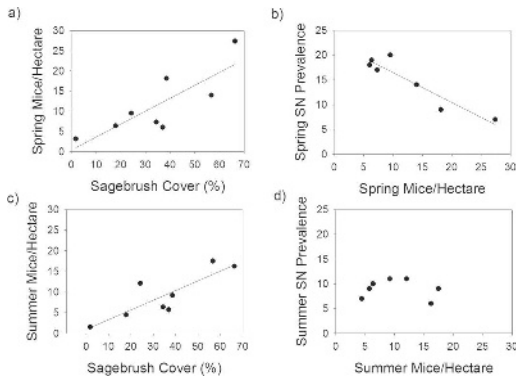 a)
Spring Mice/Hectare
30
25
20
15
10
5
0
0 10 20 30 40 50 60 70
Sagebrush Cover (%)
b)
Spring SN Prevalence
25
20
15
10
5
0
0 5 10 15 20 25 30
Spring Mice/Hectare
c)
Summer Mice/Hectare
30
25
20
15
10
5
0
0 10 20 30 40 50 60 70
Sagebrush Cover (%)
d)
Summer SN Prevalence
25
20
15
10
5
0
0 5 10 15 20 25 30
Summer Mice/Hectare